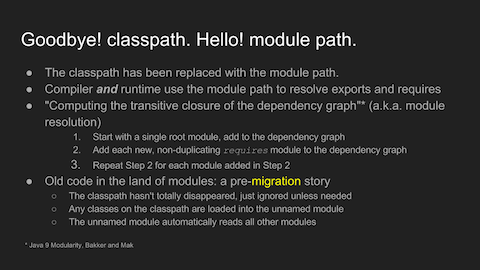 Goodbye! classpath. Hello! module path.
● The classpath has been replaced with the module path.
● Compiler and runtime use the module path to resolve exports and requires
● "Computing the transitive closure of the dependency graph"* (a.k.a. module
resolution)
1. Start with a single root module, add to the dependency graph
2. Add each new, non-duplicating requires module to the dependency graph
3. Repeat Step 2 for each module added in Step 2
● Old code in the land of modules: a pre-migration story
○ The classpath hasn't totally disappeared, just ignored unless needed
○ Any classes on the classpath are loaded into the unnamed module
○ The unnamed module automatically reads all other modules
* Java 9 Modularity, Bakker and Mak